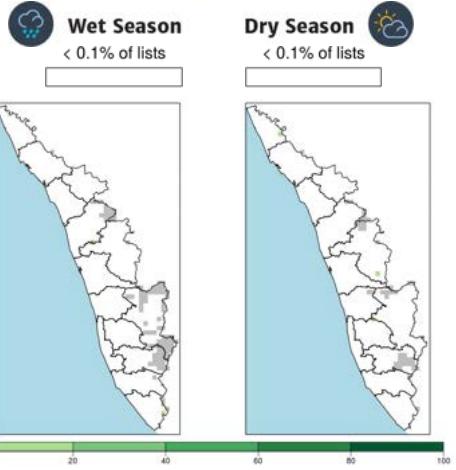 Wet Season
< 0.1% of lists
Dry Season
< 0.1% of lists
20 40 60 80 100